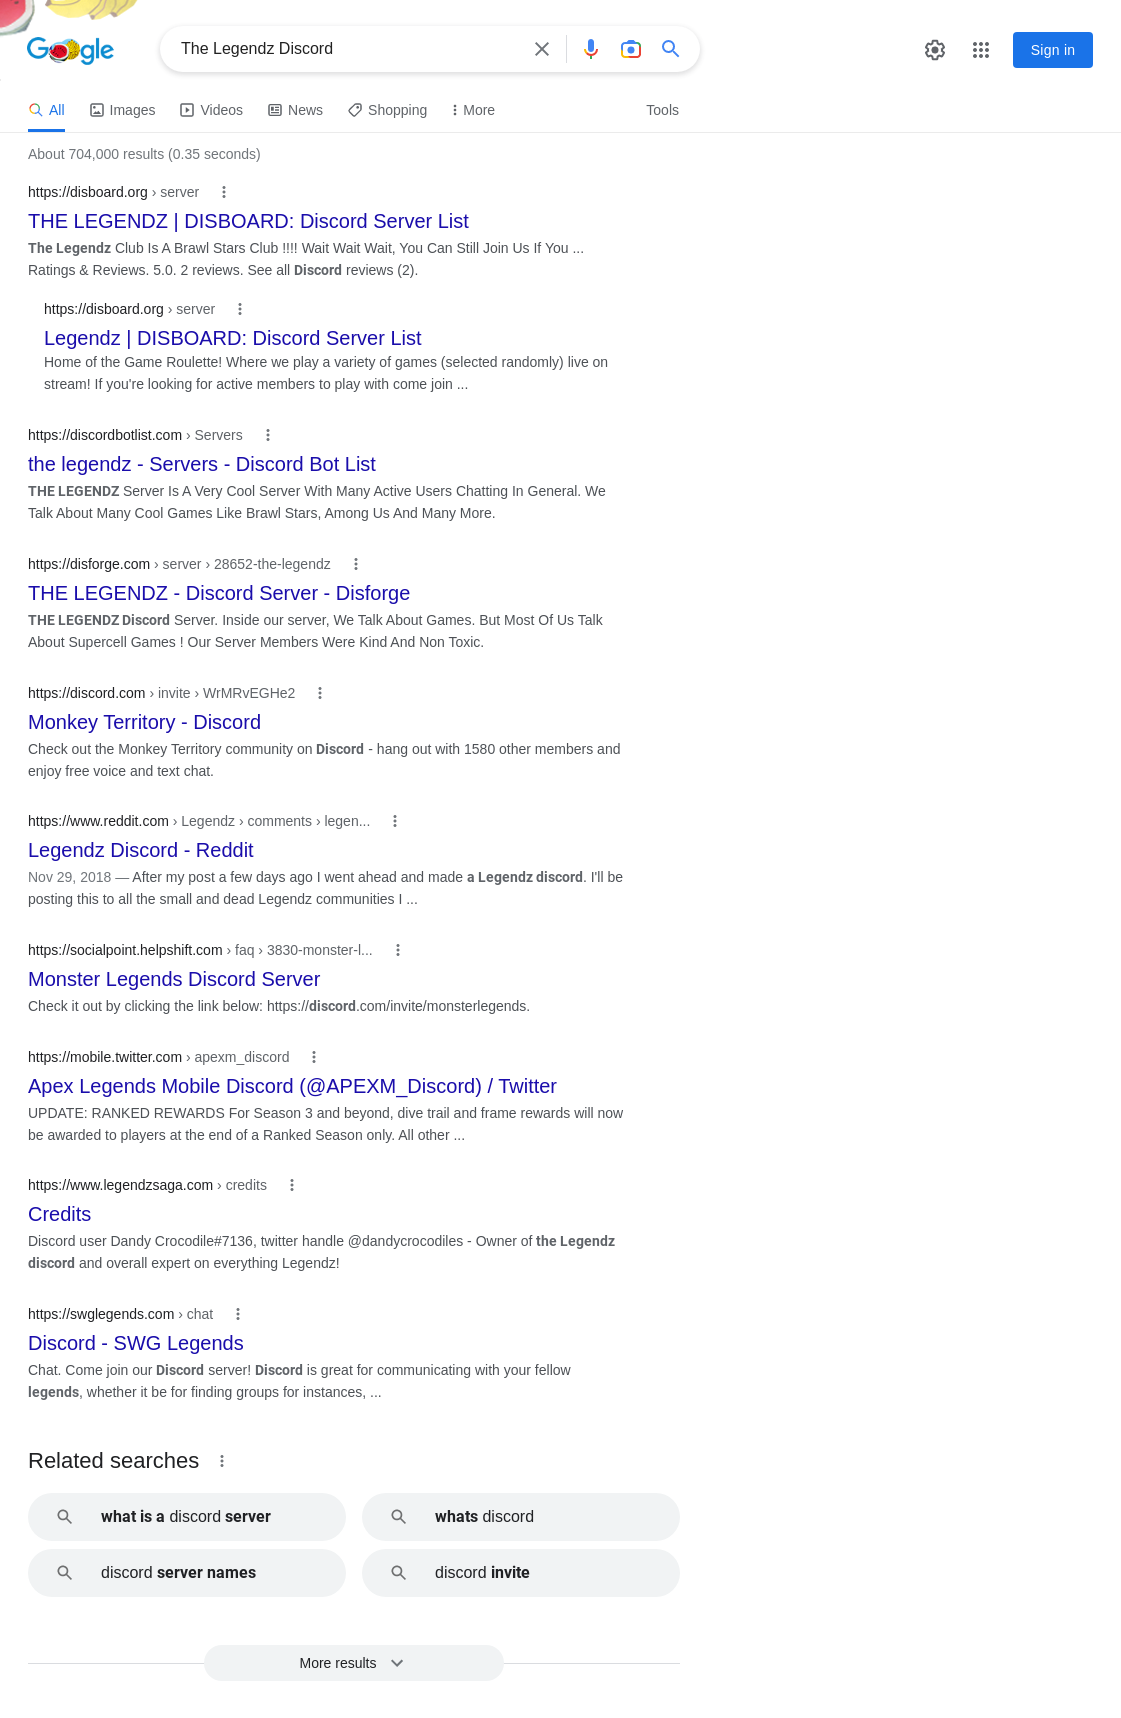 Google
The Legendz Discord
Sign in
All Images Videos News Shopping More Tools
About 704,000 results (0.35 seconds)
https://disboard.org › server
THE LEGENDZ | DISBOARD: Discord Server List
The Legendz Club Is A Brawl Stars Club !!!! Wait Wait Wait, You Can Still Join Us If You ...
Ratings & Reviews. 5.0. 2 reviews. See all Discord reviews (2).
https://disboard.org › server
Legendz | DISBOARD: Discord Server List
Home of the Game Roulette! Where we play a variety of games (selected randomly) live on
stream! If you're looking for active members to play with come join ...
https://discordbotlist.com › Servers
the legendz - Servers - Discord Bot List
THE LEGENDZ Server Is A Very Cool Server With Many Active Users Chatting In General. We
Talk About Many Cool Games Like Brawl Stars, Among Us And Many More.
https://disforge.com › server › 28652-the-legendz
THE LEGENDZ - Discord Server - Disforge
THE LEGENDZ Discord Server. Inside our server, We Talk About Games. But Most Of Us Talk
About Supercell Games ! Our Server Members Were Kind And Non Toxic.
https://discord.com › invite › WrMRvEGHe2
Monkey Territory - Discord
Check out the Monkey Territory community on Discord - hang out with 1580 other members and
enjoy free voice and text chat.
https://www.reddit.com › Legendz › comments › legen...
Legendz Discord - Reddit
Nov 29, 2018 — After my post a few days ago I went ahead and made a Legendz discord. I'll be
posting this to all the small and dead Legendz communities I ...
https://socialpoint.helpshift.com › faq › 3830-monster-l...
Monster Legends Discord Server
Check it out by clicking the link below: https://discord.com/invite/monsterlegends.
https://mobile.twitter.com › apexm_discord
Apex Legends Mobile Discord (@APEXM_Discord) / Twitter
UPDATE: RANKED REWARDS For Season 3 and beyond, dive trail and frame rewards will now
be awarded to players at the end of a Ranked Season only. All other ...
https://www.legendzsaga.com › credits
Credits
Discord user Dandy Crocodile#7136, twitter handle @dandycrocodiles - Owner of the Legendz
discord and overall expert on everything Legendz!
https://swglegends.com › chat
Discord - SWG Legends
Chat. Come join our Discord server! Discord is great for communicating with your fellow
legends, whether it be for finding groups for instances, ...
Related searches
what is a discord server
whats discord
discord server names
discord invite
More results